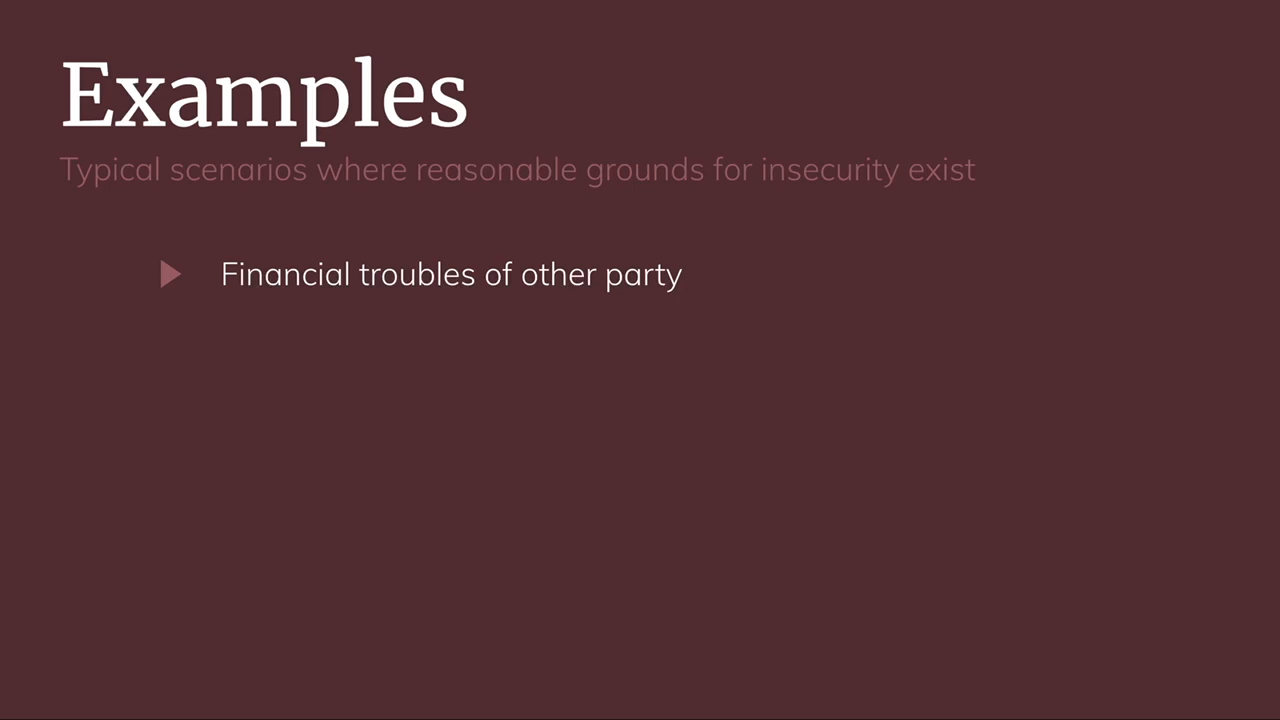 Examples
Typical scenarios where reasonable grounds for insecurity exist
Financial troubles of other party